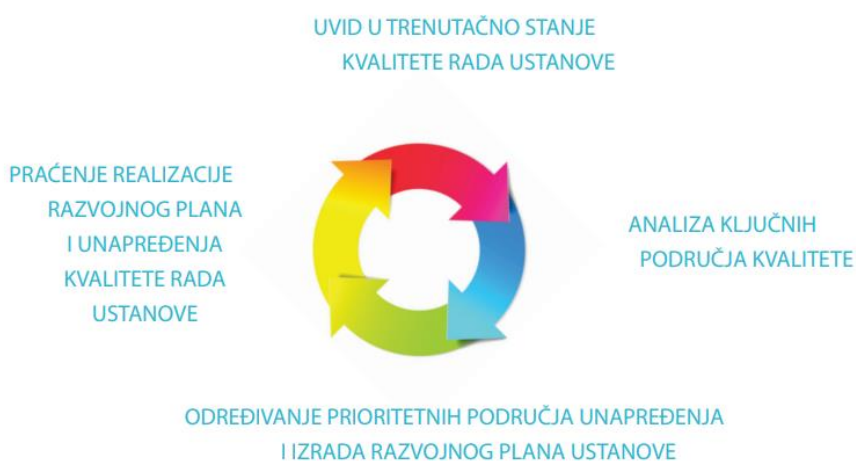 UVID U TRENUTAČNO STANJE
KVALITETE RADA USTANOVE
PRAĆENJE REALIZACIJE
RAZVOJNOG PLANA
I UNAPREĐENJA
KVALITETE RADA
USTANOVE
ANALIZA KLJUČNIH
PODRUČJA KVALITETE
ODREĐIVANJE PRIORITETNIH PODRUČJA UNAPREĐENJA
I IZRADA RAZVOJNOG PLANA USTANOVE